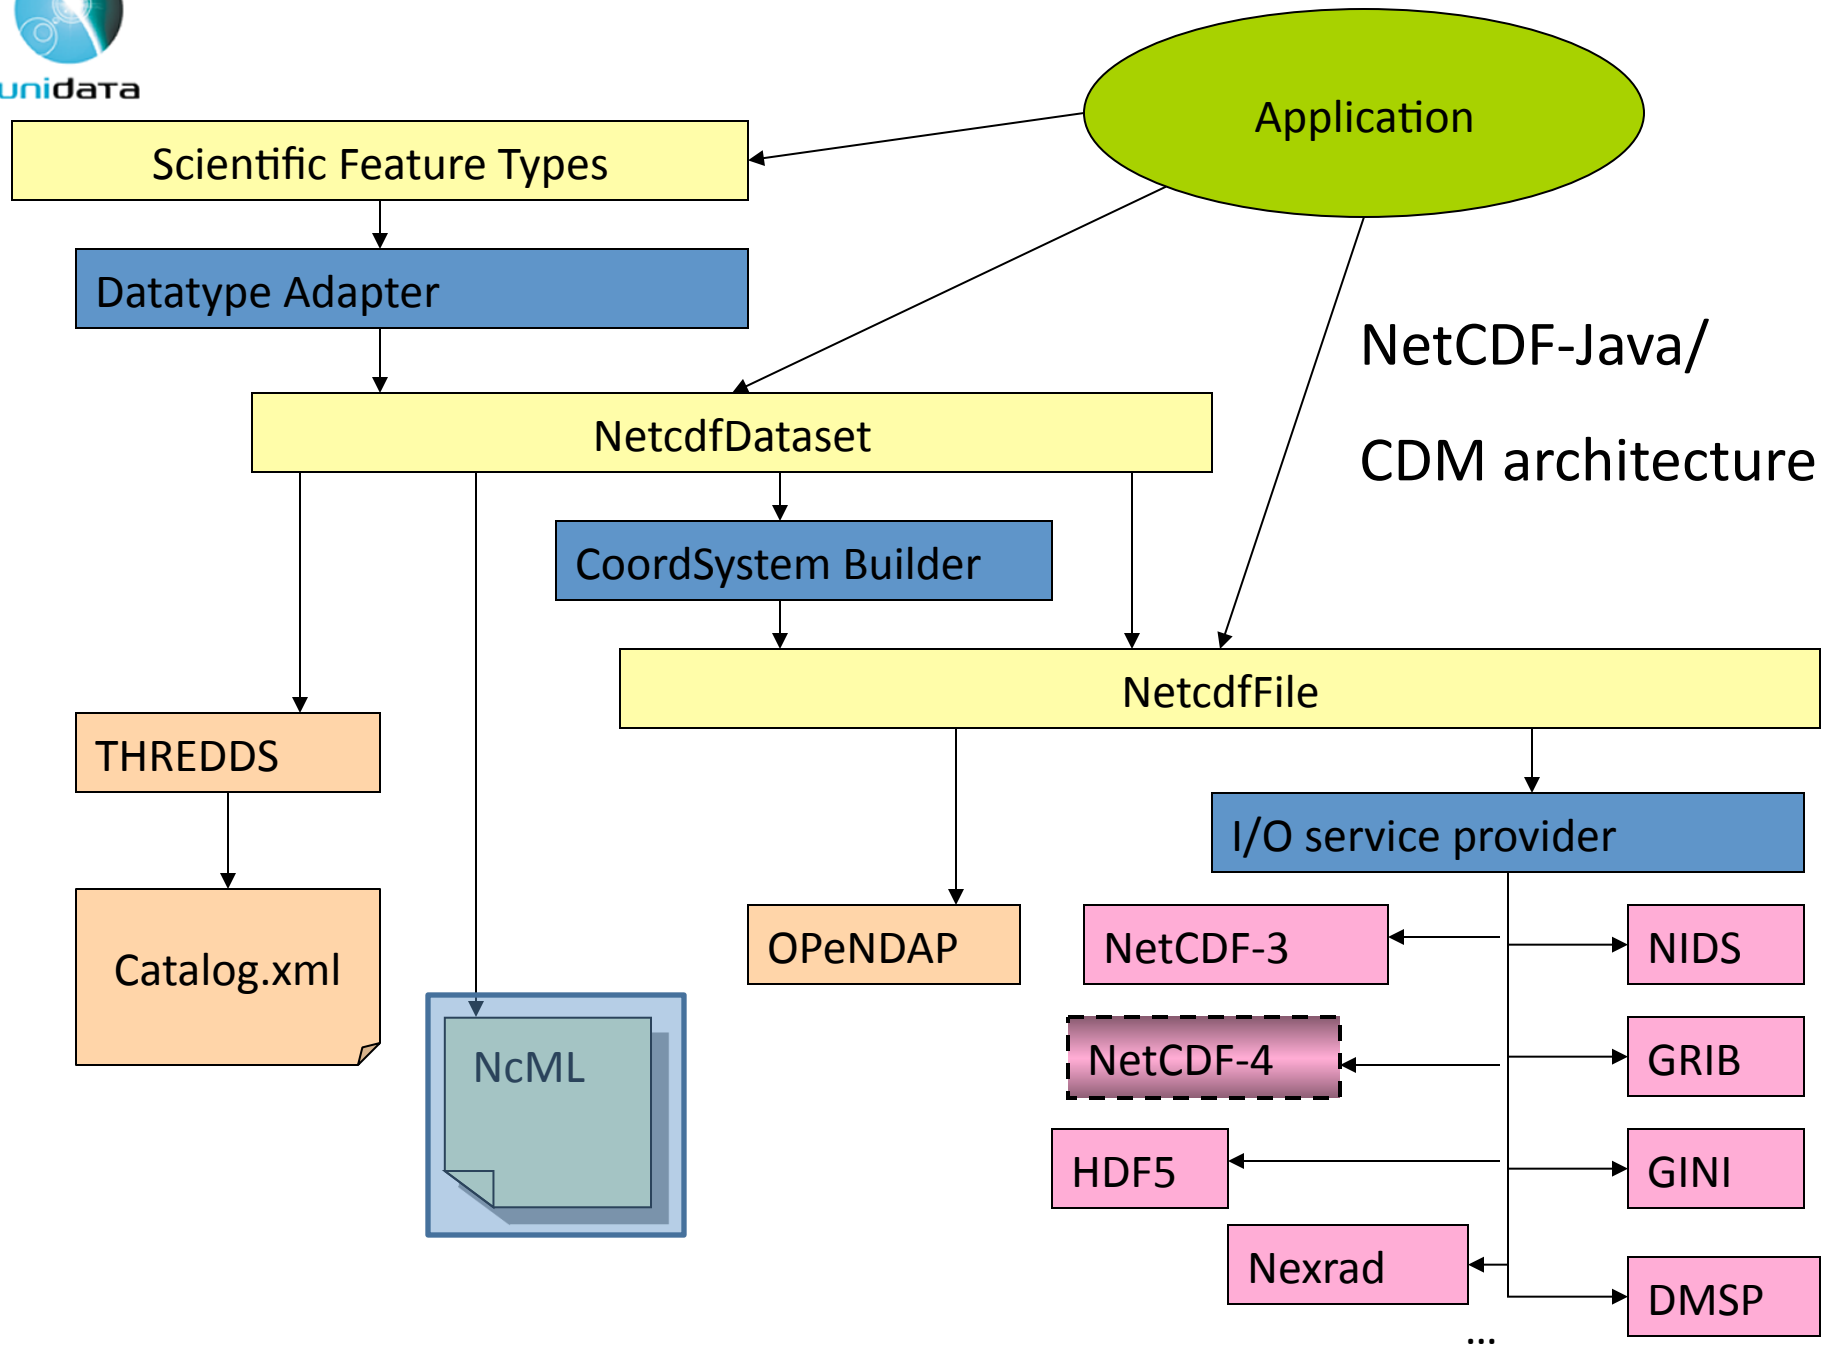 unidata
Application
Scientific Feature Types
Datatype Adapter
NetCDF-Java/
CDM architecture
NetcdfDataset
CoordSystem Builder
NetcdfFile
THREDDS
I/O service provider
Catalog.xml
OPeNDAP
NetCDF-3
NIDS
NcML
NetCDF-4
GRIB
HDF5
GINI
Nexrad
DMSP
...